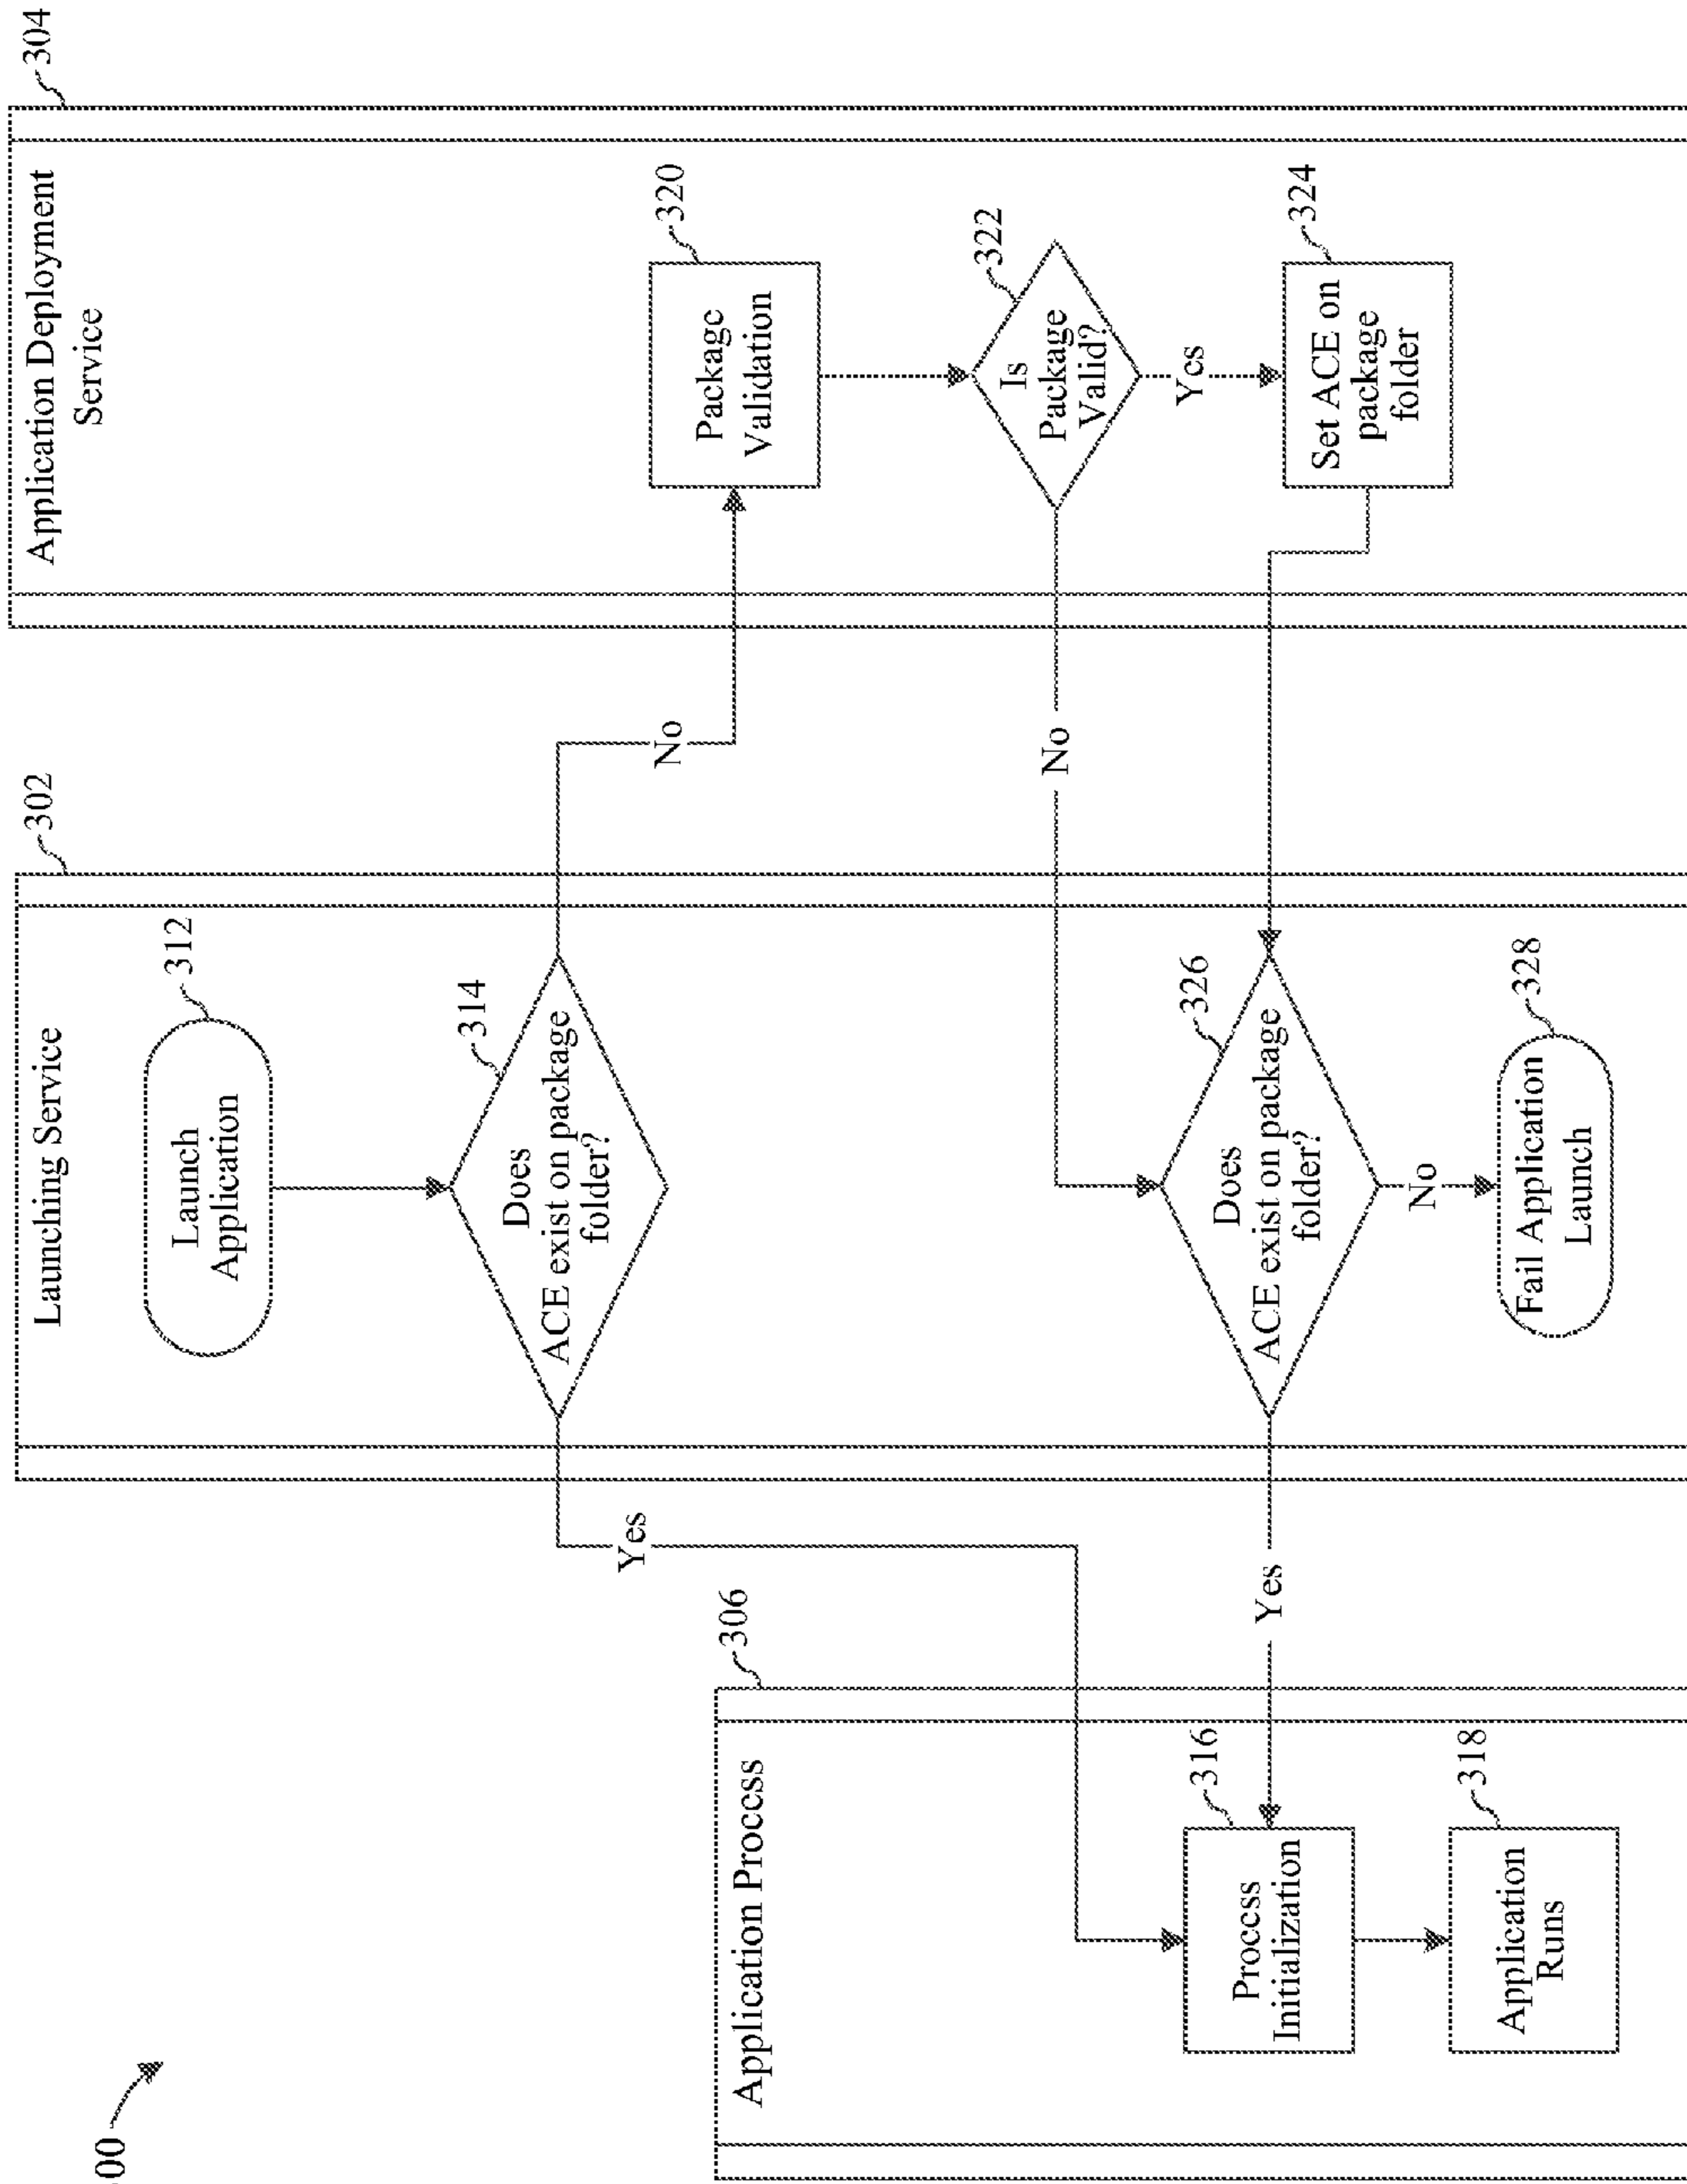 00
Application Process
306
Process
Initialization
316
Application
Runs
318
Launching Service
302
Launch
Application
312
Does
ACE exist on package
folder?
314
Yes
No
Does
ACE exist on package
folder?
326
Yes
No
Fail Application
Launch
328
Application Deployment
Service
304
Package
Validation
320
Is
Package
Valid?
322
No
Yes
Set ACE on
package
folder
324